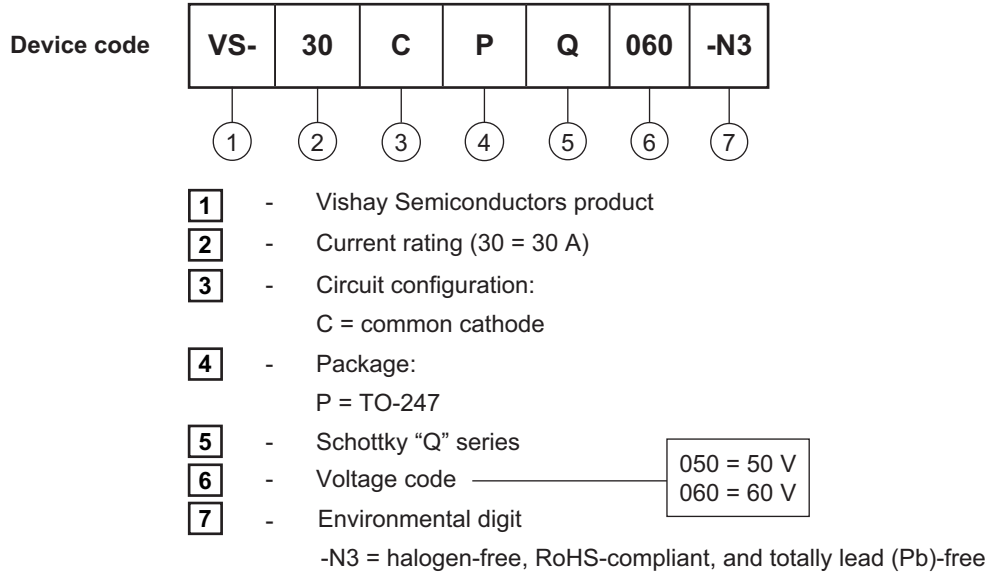 Device code VS- 30 C P Q 060 -N3
1 2 3 4 5 6 7
1 - Vishay Semiconductors product
2 - Current rating (30 = 30 A)
3 - Circuit configuration:
C = common cathode
4 - Package:
P = TO-247
5 - Schottky “Q” series
6 - Voltage code
050 = 50 V
060 = 60 V
7 - Environmental digit
-N3 = halogen-free, RoHS-compliant, and totally lead (Pb)-free